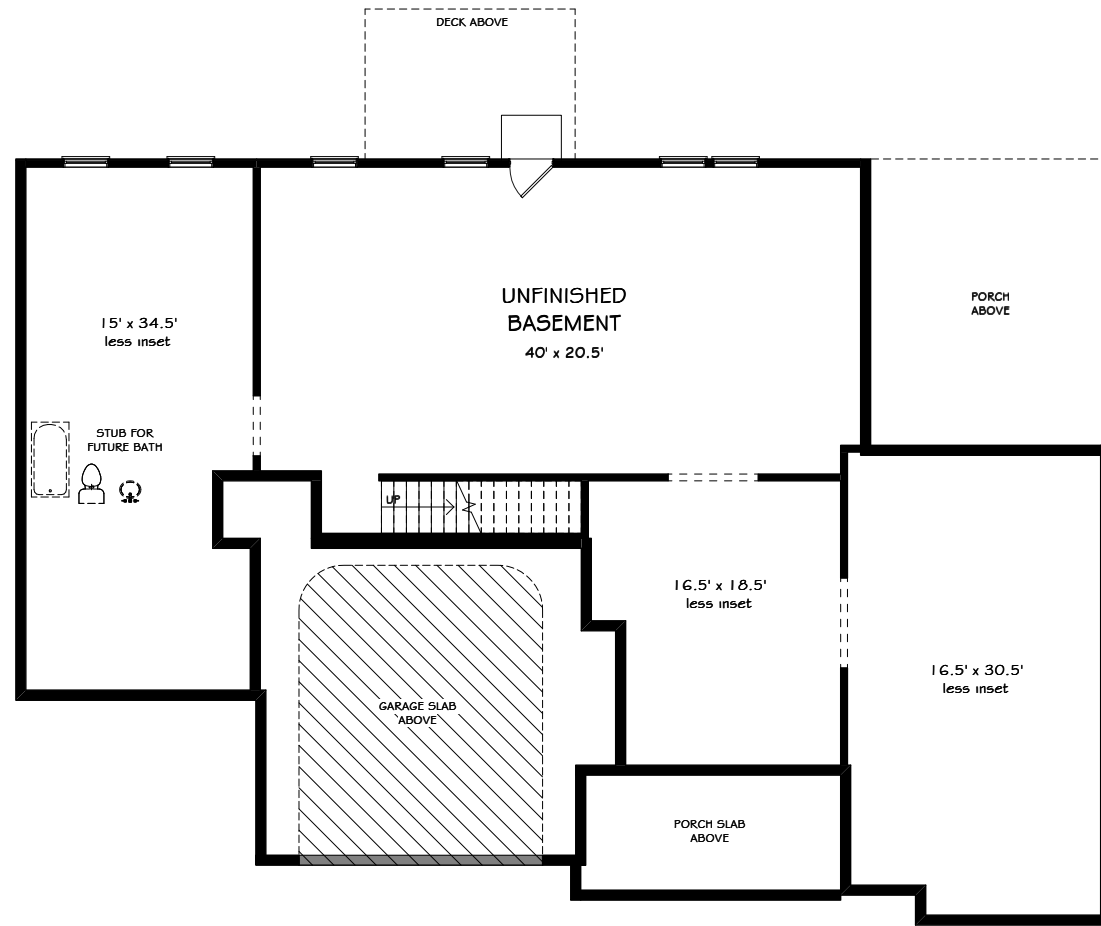 DECK ABOVE
UNFINISHED
BASEMENT
40' x 20.5'
PORCH
ABOVE
15' x 34.5'
less inset
STUB FOR
FUTURE BATH
UP
16.5' x 18.5'
less inset
16.5' x 30.5'
less inset
GARAGE SLAB
ABOVE
PORCH SLAB
ABOVE